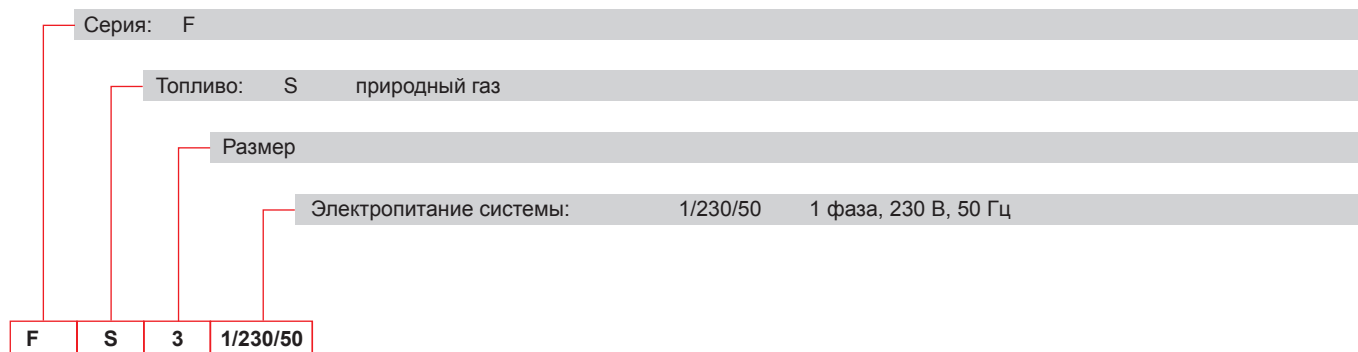 Серия: F
Топливо: S природный газ
Размер
Электропитание системы: 1/230/50 1 фаза, 230 В, 50 Гц
F S 3 1/230/50